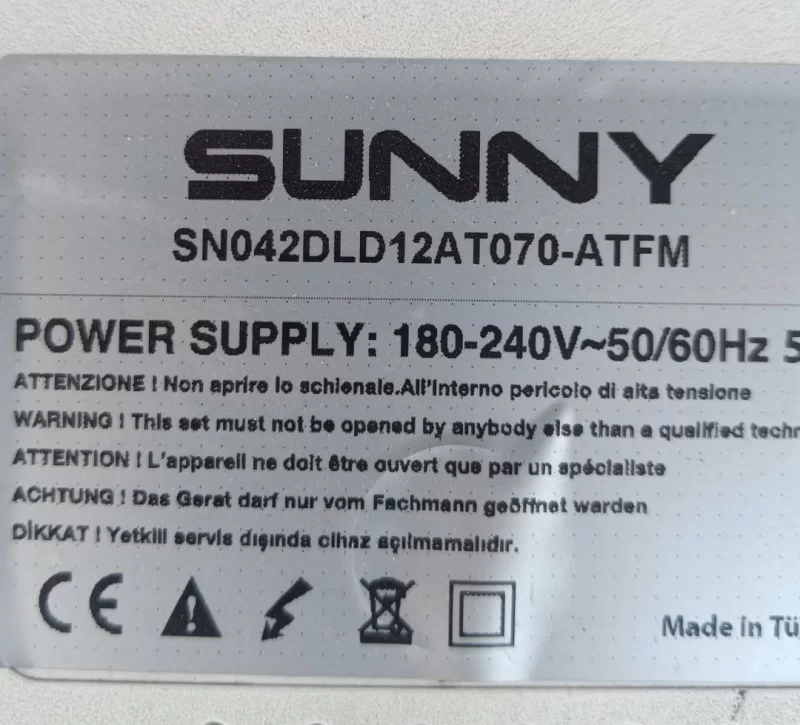 SUNNY
SN042DLD12AT070-ATFM
POWER SUPPLY: 180-240V~50/60Hz 5
ATTENZIONE ! Non aprire lo schienale.All'Interno pericolo di alta tensione
WARNING ! This set must not be opened by anybody else than a qualified techn
ATTENTION ! L'appareil ne doit être ouvert que par un spécialiste
ACHTUNG ! Das Gerat darf nur vom Fachmann geöffnet warden
DİKKAT ! Yetkili servis dışında cihaz açılmamalıdır.
CE
Made in Tü